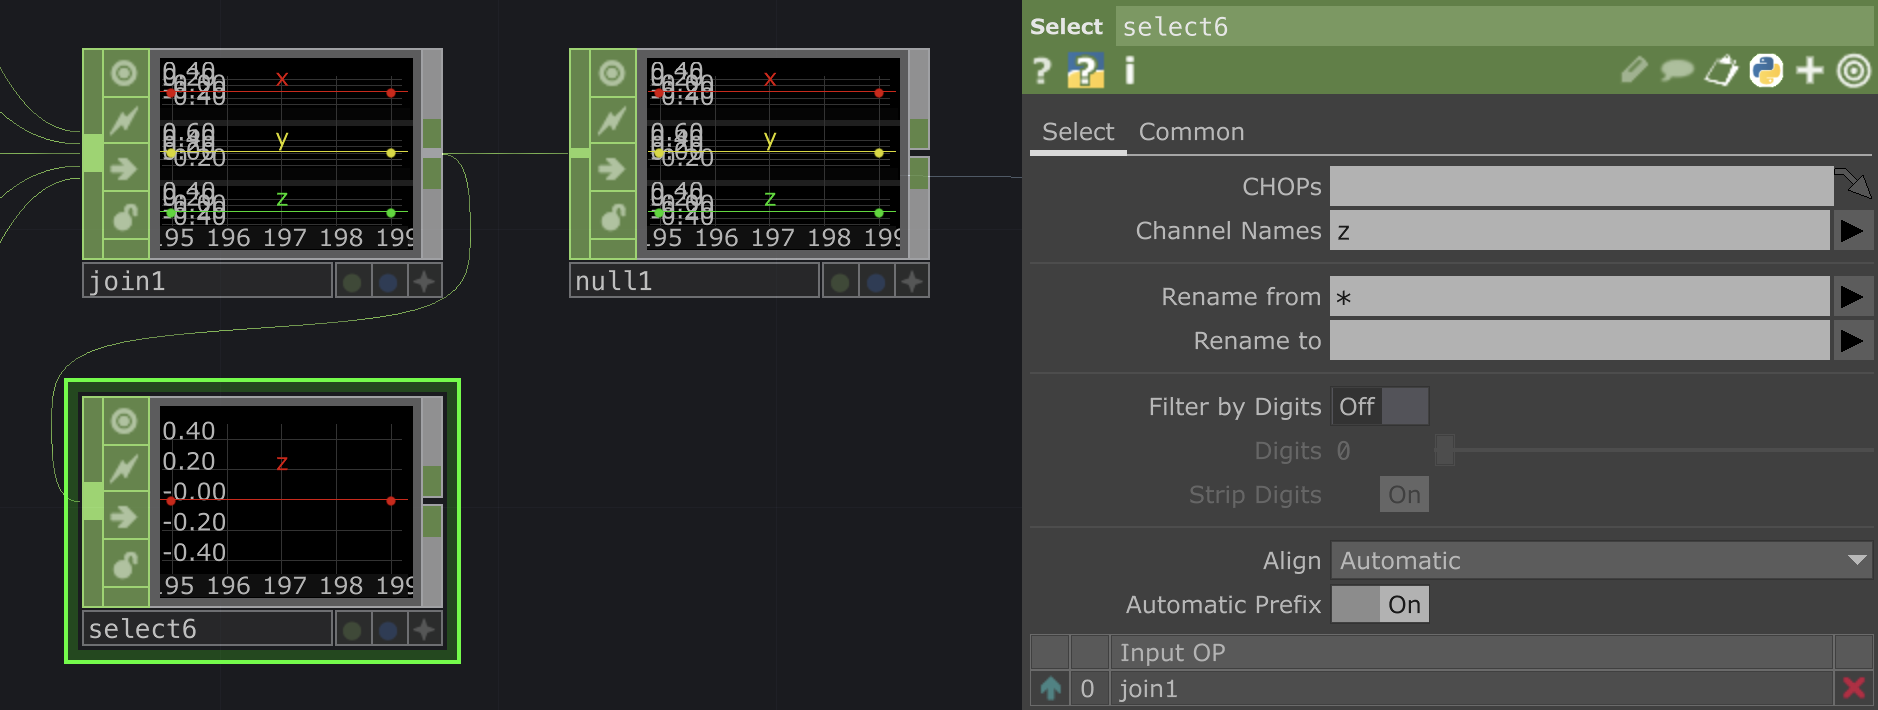 Select select6
?
i
Select Common
CHOPs
Channel Names z
Rename from *
Rename to
Filter by Digits Off
Digits 0
Strip Digits On
Align Automatic
Automatic Prefix On
Input OP
0 join1
x
y
z
0.40
-0.40
0.60
-0.20
0.40
-0.40
195 196 197 198 199
join1
x
y
z
0.40
-0.40
0.60
-0.20
0.40
-0.40
195 196 197 198 199
null1
0.40
0.20
z
-0.00
-0.20
-0.40
195 196 197 198 199
select6